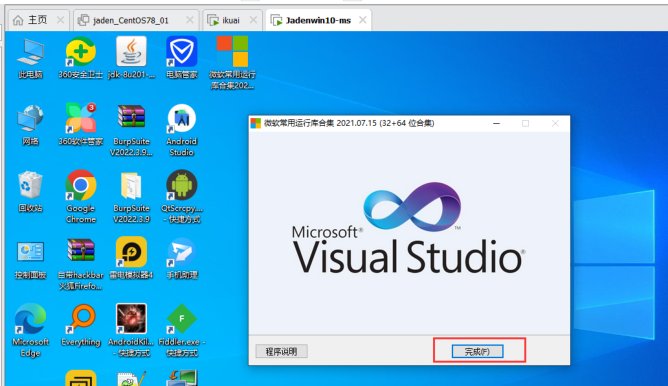 主页
jaden_CentOS78_01
ikuai
Jadenwin10-ms
此电脑
360安全卫士
jdk-8u201-...
电脑管家
微软常用运行
库合集202...
网络
360软件管家
3
BurpSuite
V2022.3.9...
Android
Studio
回收站
Google
Chrome
BurpSuite
V2022.3.9
QtScrcpy...
- 快捷方式
控制面板
自带hackbar
火狐Firefo...
雷电模拟器4
手机助理
Microsoft
Edge
Everything
AndroidKil...
- 快捷方式
Fiddler.exe -
快捷方式
微软常用运行库合集 2021.07.15 (32+64 位合集)
Microsoft®
Visual Studio
程序说明
完成(F)